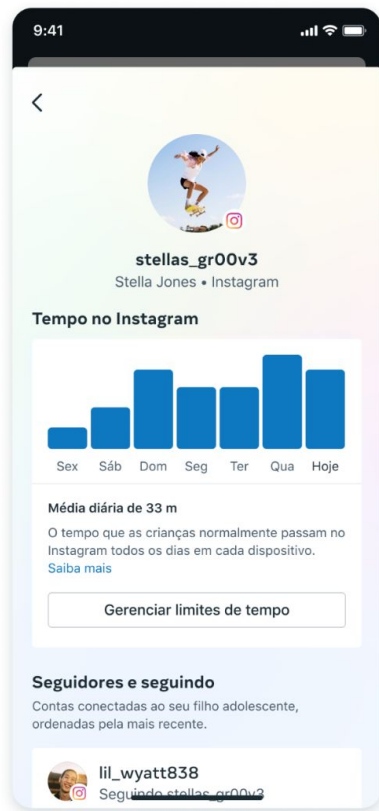 9:41
stellas_gr00v3
Stella Jones • Instagram
Tempo no Instagram
Sex Sáb Dom Seg Ter Qua Hoje
Média diária de 33 m
O tempo que as crianças normalmente passam no
Instagram todos os dias em cada dispositivo.
Saiba mais
Gerenciar limites de tempo
Seguidores e seguindo
Contas conectadas ao seu filho adolescente,
ordenadas pela mais recente.
lil_wyatt838
Seguindo stellas_gr00v3